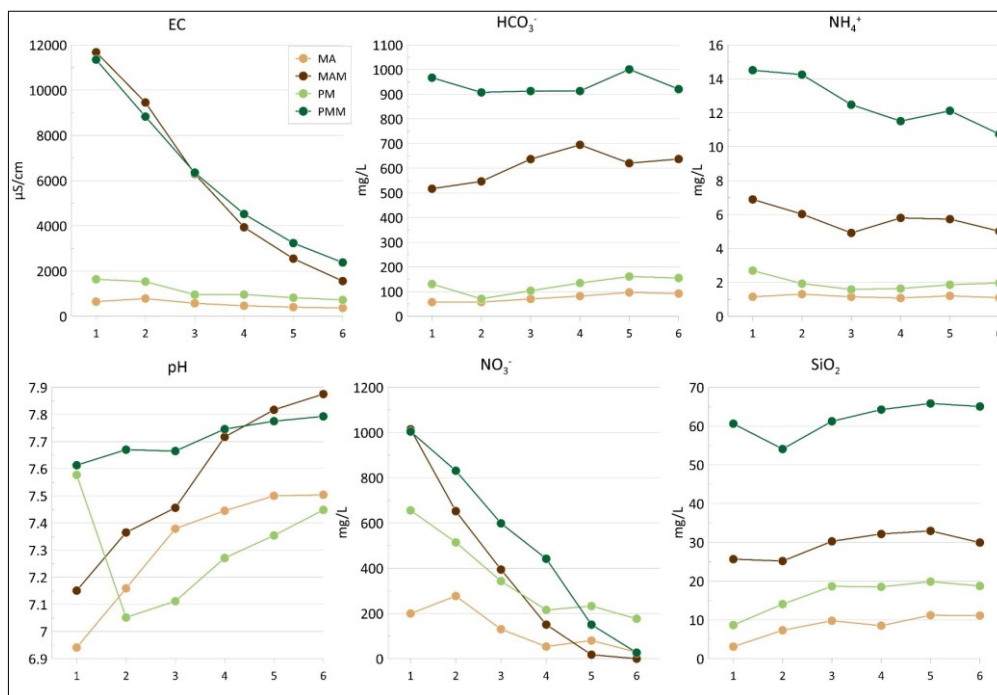 EC
12000
10000
8000
6000
4000
2000
0
µS/cm
1 2 3 4 5 6
MA
MAM
PM
PMM
HCO₃⁻
1100
1000
900
800
700
600
500
400
300
200
100
0
mg/L
1 2 3 4 5 6
NH₄⁺
16
14
12
10
8
6
4
2
0
mg/L
1 2 3 4 5 6
pH
7.9
7.8
7.7
7.6
7.5
7.4
7.3
7.2
7.1
7
6.9
1 2 3 4 5 6
NO₃⁻
1200
1000
800
600
400
200
0
mg/L
1 2 3 4 5 6
SiO₂
70
60
50
40
30
20
10
0
mg/L
1 2 3 4 5 6